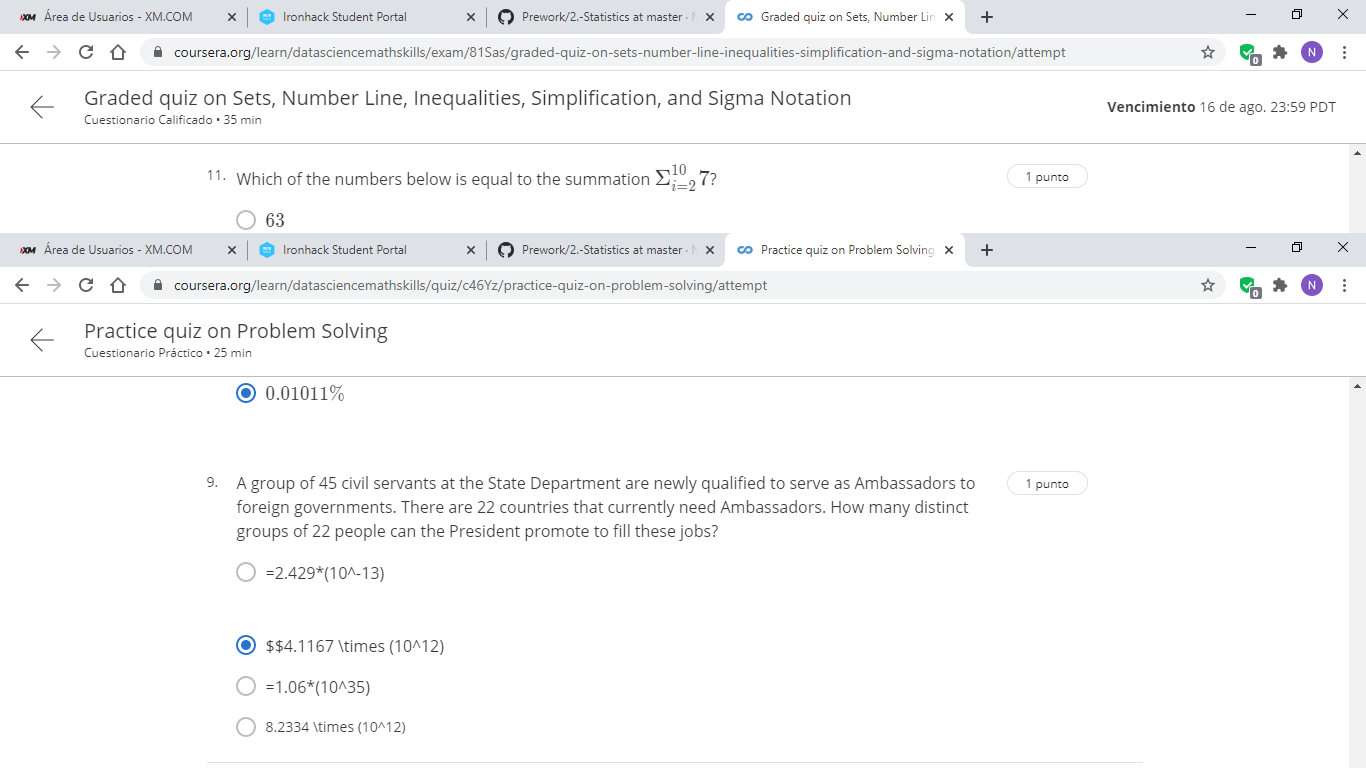 Área de Usuarios - XM.COM Ironhack Student Portal Prework/2.-Statistics at master · Graded quiz on Sets, Number Lin
coursera.org/learn/datasciencemathskills/exam/81Sas/graded-quiz-on-sets-number-line-inequalities-simplification-and-sigma-notation/attempt 0 N
Graded quiz on Sets, Number Line, Inequalities, Simplification, and Sigma Notation
Cuestionario Calificado • 35 min
Vencimiento 16 de ago. 23:59 PDT
11. Which of the numbers below is equal to the summation Σ_{i=2}^{10} 7?
1 punto
63
Área de Usuarios - XM.COM Ironhack Student Portal Prework/2.-Statistics at master · Practice quiz on Problem Solving
coursera.org/learn/datasciencemathskills/quiz/c46Yz/practice-quiz-on-problem-solving/attempt 0 N
Practice quiz on Problem Solving
Cuestionario Práctico • 25 min
0.01011%
9. A group of 45 civil servants at the State Department are newly qualified to serve as Ambassadors to
1 punto
foreign governments. There are 22 countries that currently need Ambassadors. How many distinct
groups of 22 people can the President promote to fill these jobs?
=2.429*(10^-13)
$$4.1167 \times (10^12)
=1.06*(10^35)
8.2334 \times (10^12)